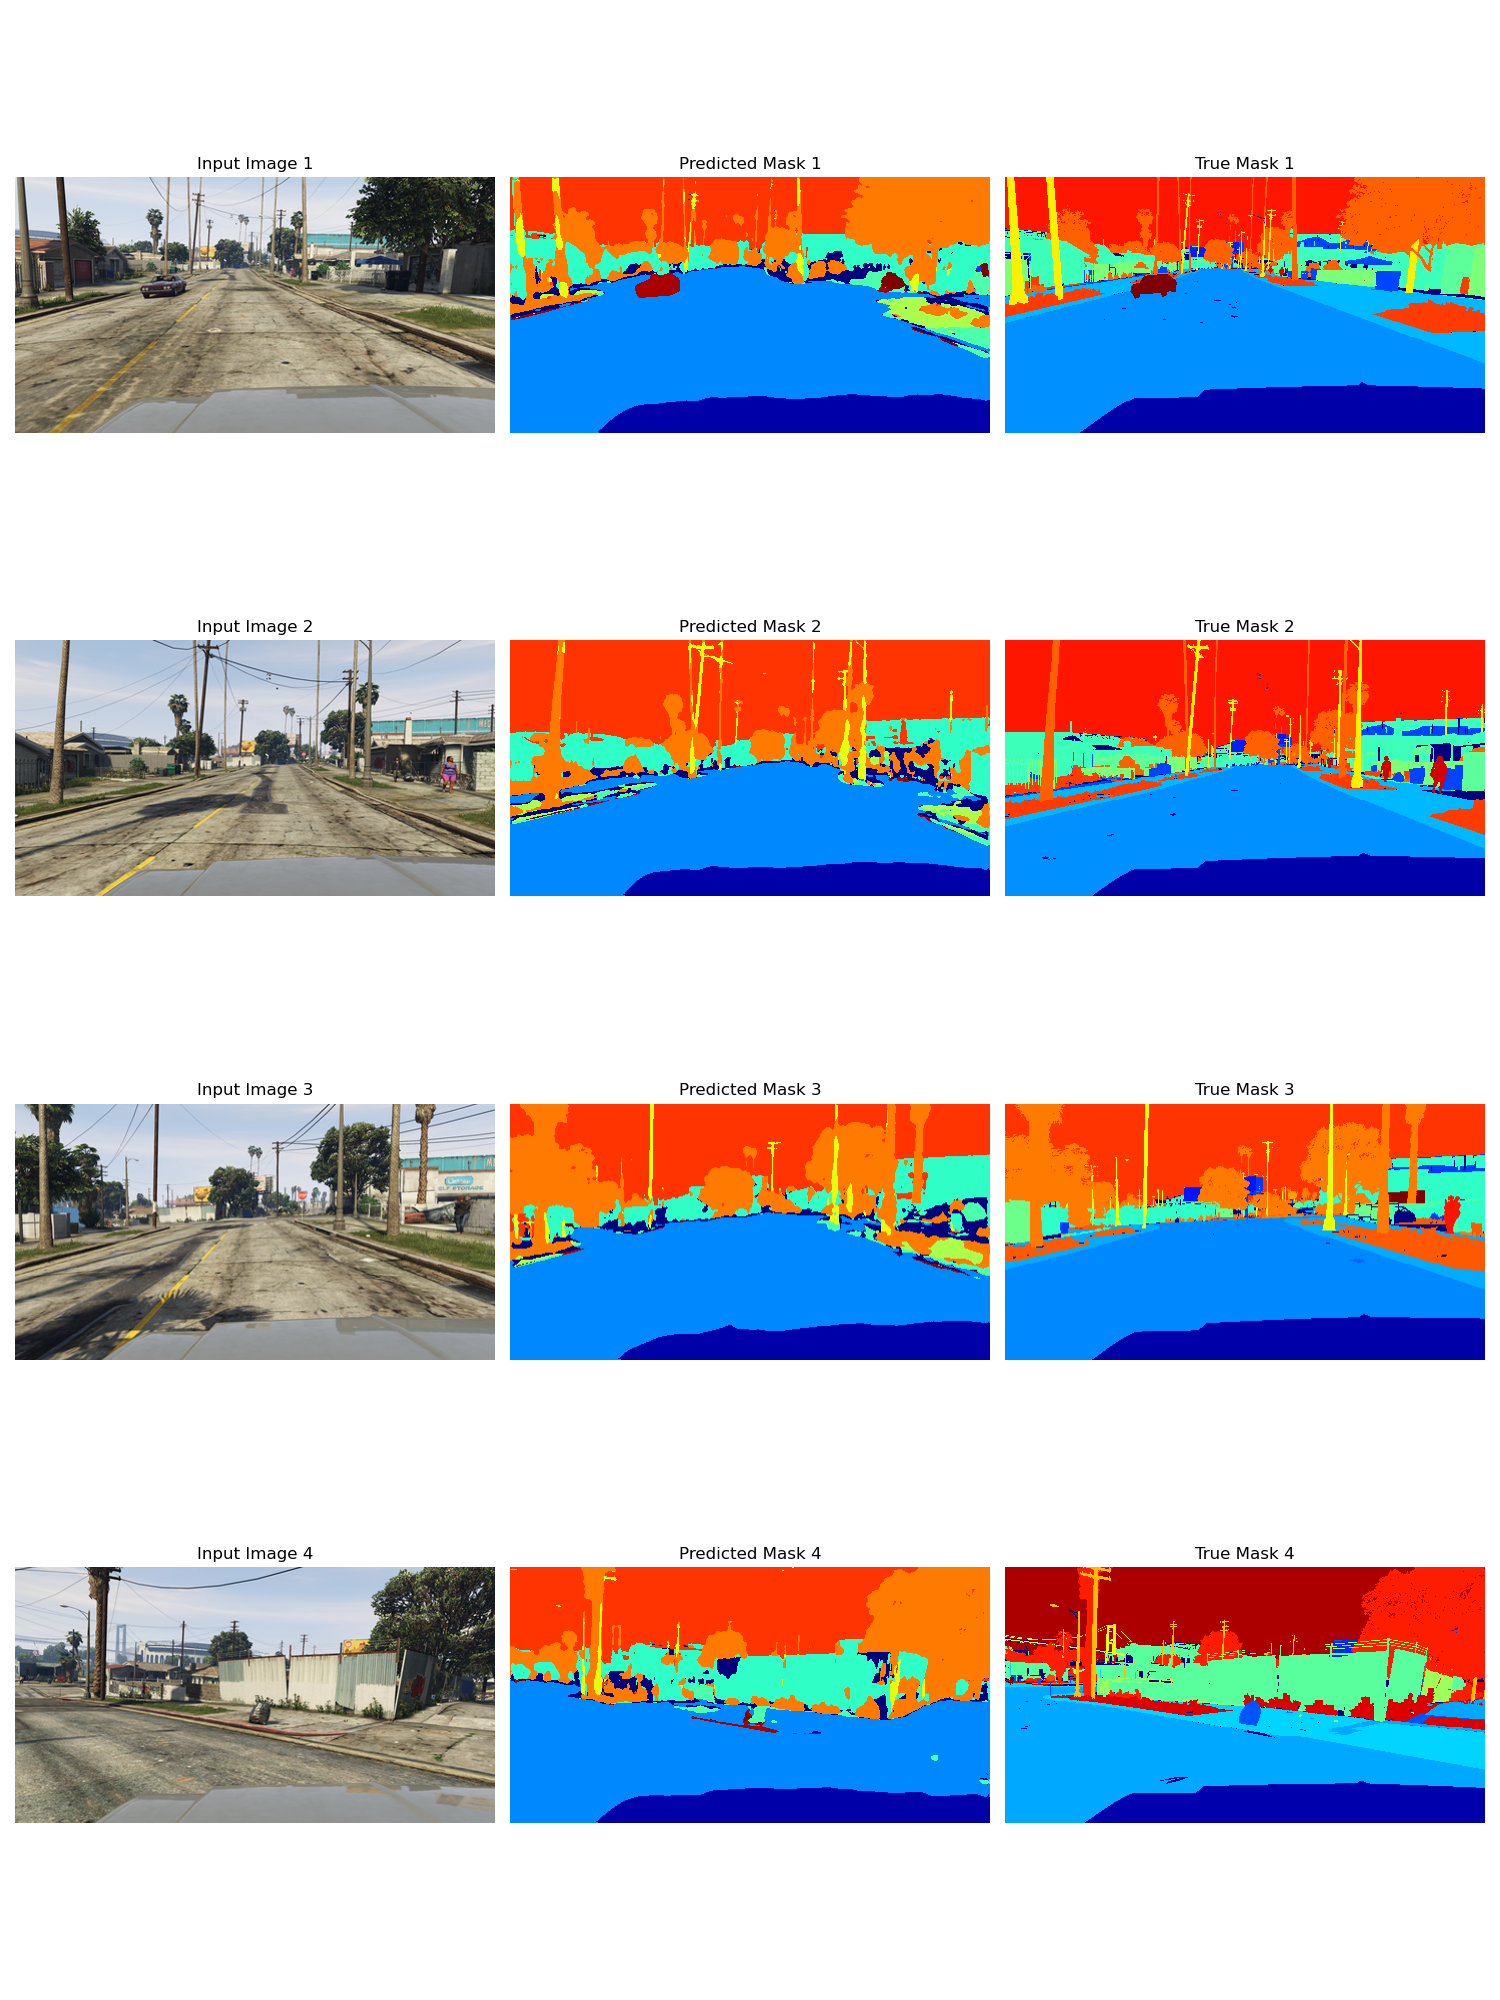 Input Image 1
Predicted Mask 1
True Mask 1
Input Image 2
Predicted Mask 2
True Mask 2
Input Image 3
Predicted Mask 3
True Mask 3
Input Image 4
Predicted Mask 4
True Mask 4